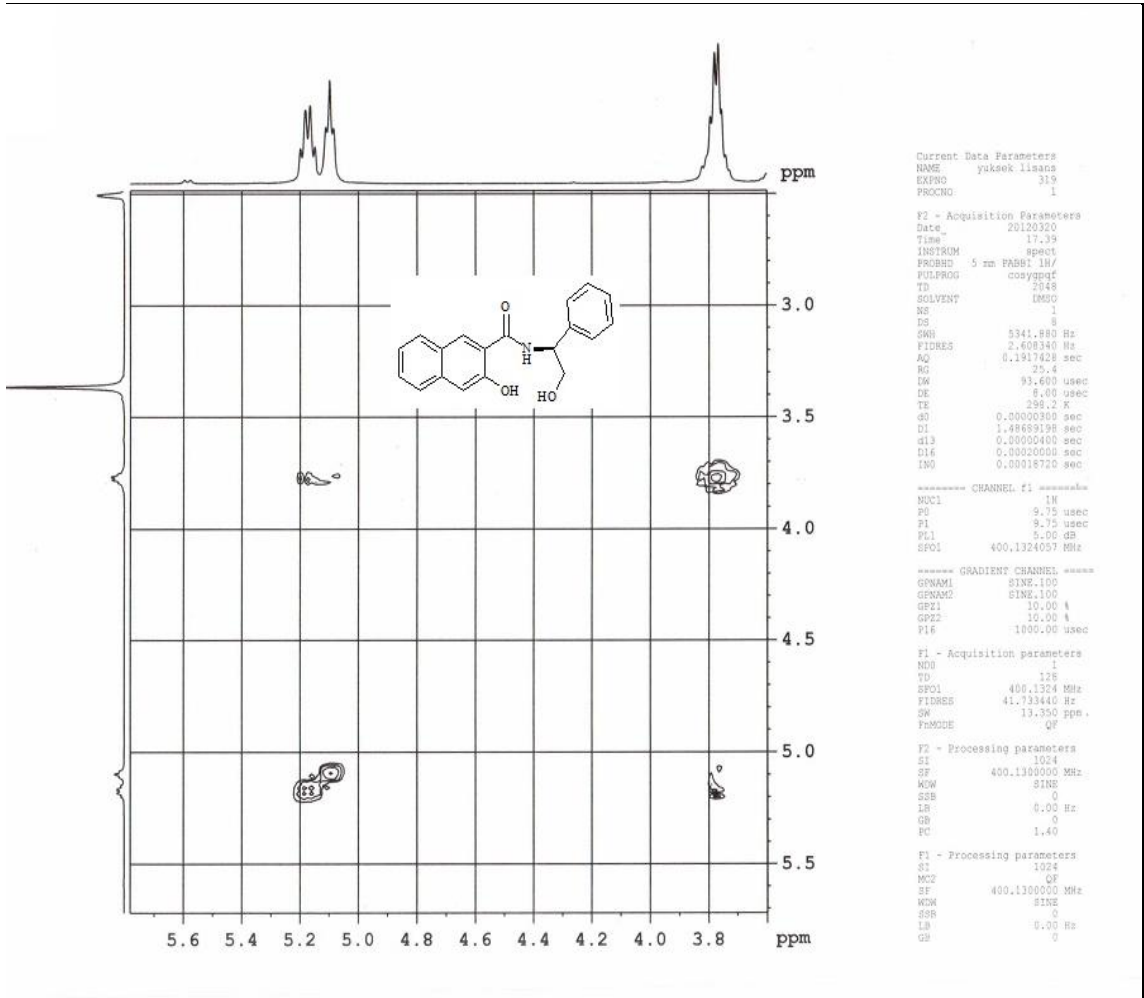 ppm
3.0
3.5
4.0
4.5
5.0
5.5
5.6 5.4 5.2 5.0 4.8 4.6 4.4 4.2 4.0 3.8 ppm
O
N
H
OH
HO
Current Data Parameters
NAME yuksek lisans
EXPNO 319
PROCNO 1
F2 - Acquisition Parameters
Date_ 20120320
Time 17.39
INSTRUM spect
PROBHD 5 mm PABBI 1H/
PULPROG cosygpqf
TD 2048
SOLVENT DMSO
NS 1
DS 8
SWH 5341.880 Hz
FIDRES 2.608340 Hz
AQ 0.1917428 sec
RG 25.4
DW 93.600 usec
DE 6.00 usec
TE 298.2 K
d0 0.00000300 sec
D1 1.48689198 sec
d13 0.00000400 sec
D16 0.00020000 sec
IN0 0.00018720 sec
======== CHANNEL f1 ========
NUC1 1H
P0 9.75 usec
P1 9.75 usec
PL1 5.00 dB
SFO1 400.1324057 MHz
====== GRADIENT CHANNEL =====
GPNAM1 SINE.100
GPNAM2 SINE.100
GPZ1 10.00 %
GPZ2 10.00 %
P16 1000.00 usec
F1 - Acquisition parameters
ND0 1
TD 128
SFO1 400.1324 MHz
FIDRES 41.733440 Hz
SW 13.350 ppm
FnMODE QF
F2 - Processing parameters
SI 1024
SF 400.1300000 MHz
WDW SINE
SSB 0
LB 0.00 Hz
GB 0
PC 1.40
F1 - Processing parameters
SI 1024
MC2 QF
SF 400.1300000 MHz
WDW SINE
SSB 0
LB 0.00 Hz
GB 0